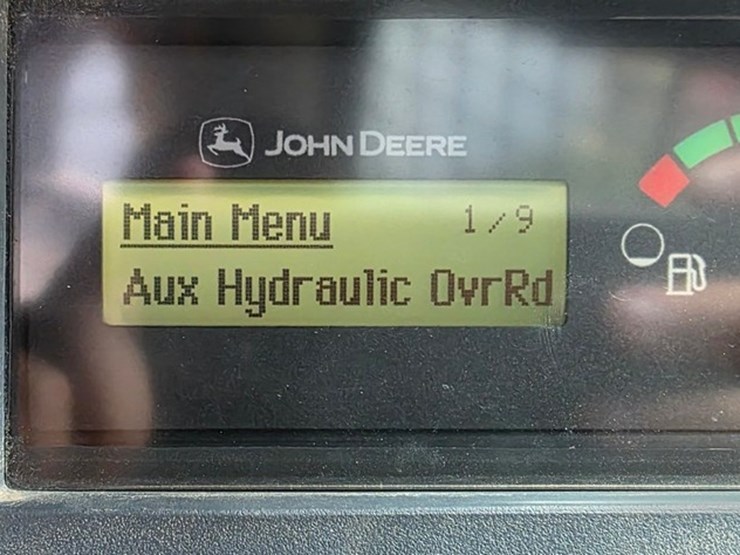 JOHN DEERE
Main Menu 1/9
Aux Hydraulic OvrRd